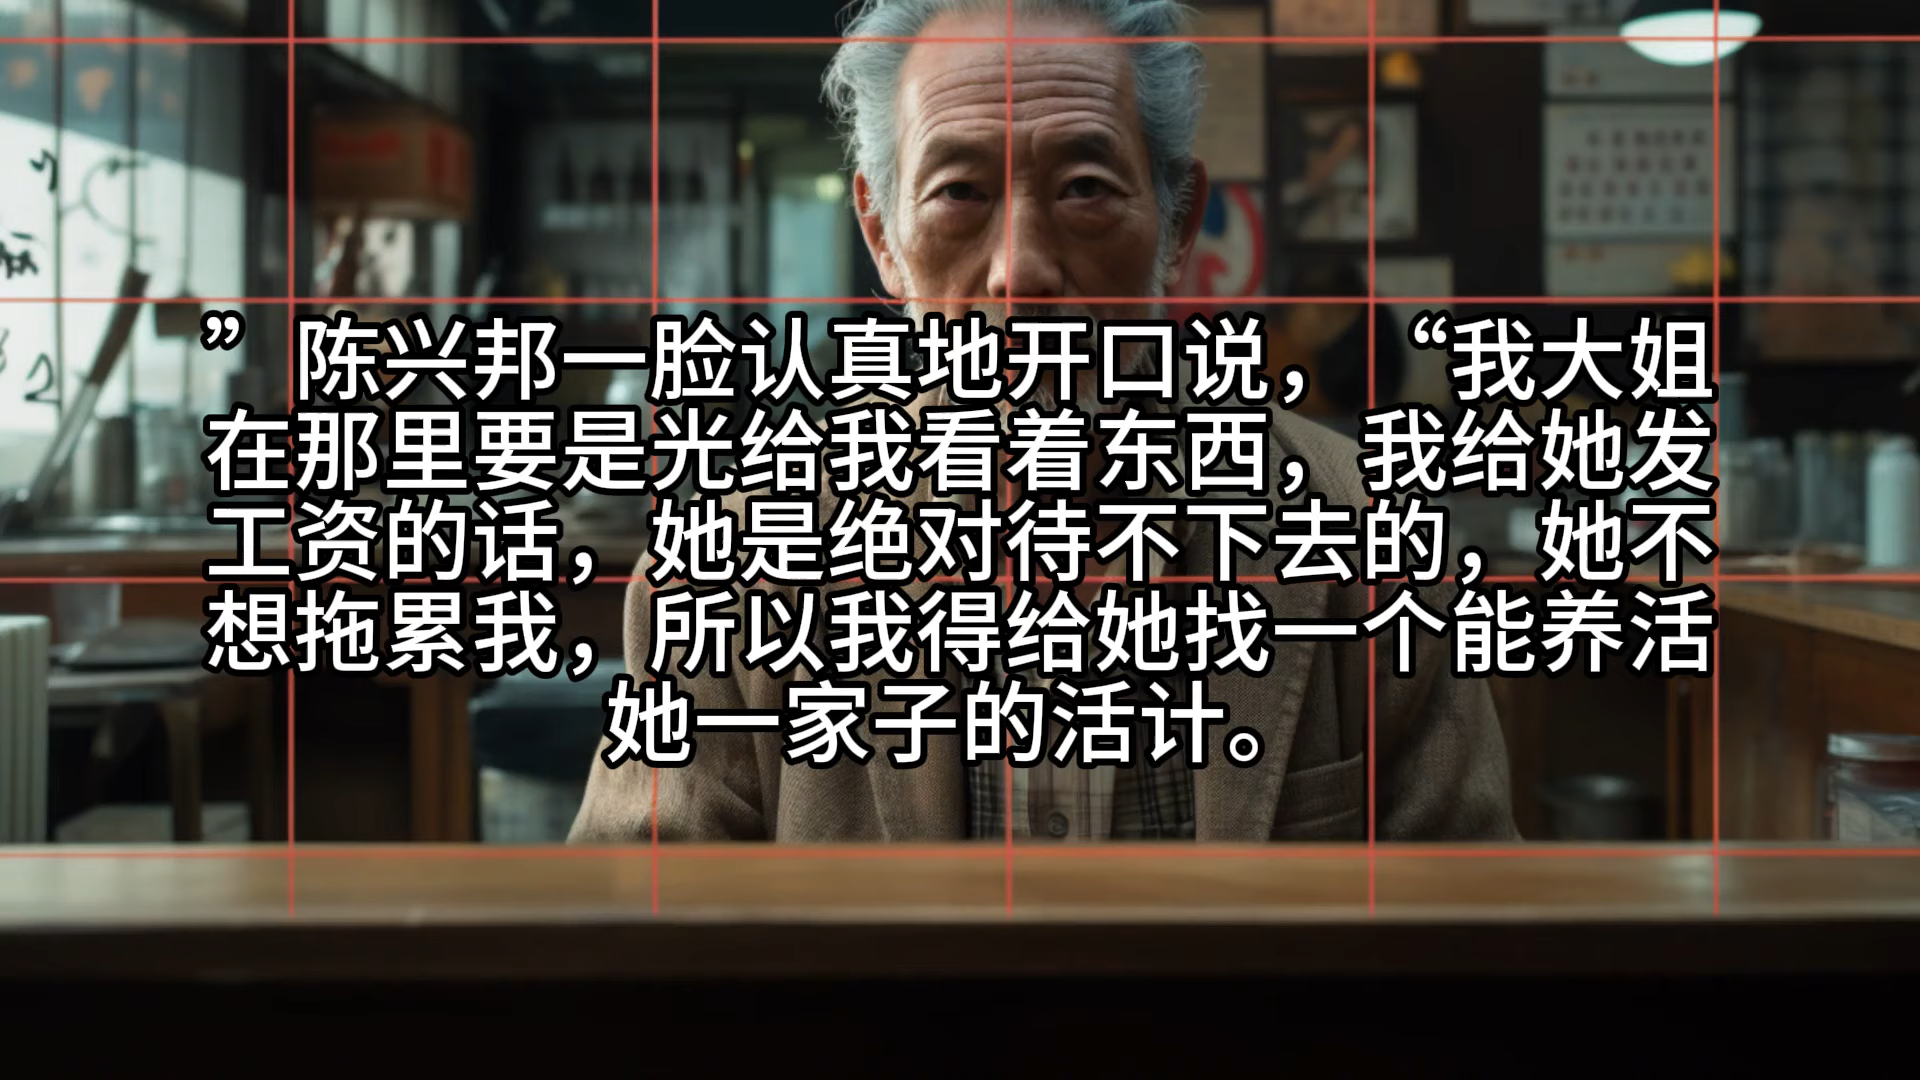 ” 陈兴邦一脸认真地开口说，“我大姐
在那里要是光给我看着东西，我给她发
工资的话，她是绝对待不下去的，她不
想拖累我，所以我得给她找一个能养活
她一家子的活计。